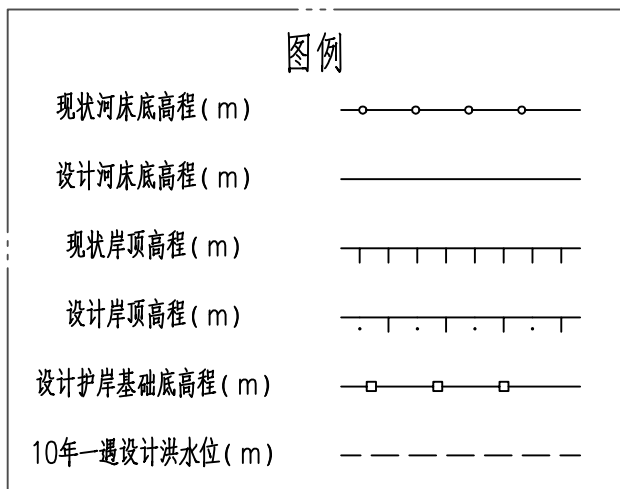 图例
现状河床底高程(m)
设计河床底高程(m)
现状岸顶高程(m)
设计岸顶高程(m)
设计护岸基础底高程(m)
10年一遇设计洪水位(m)